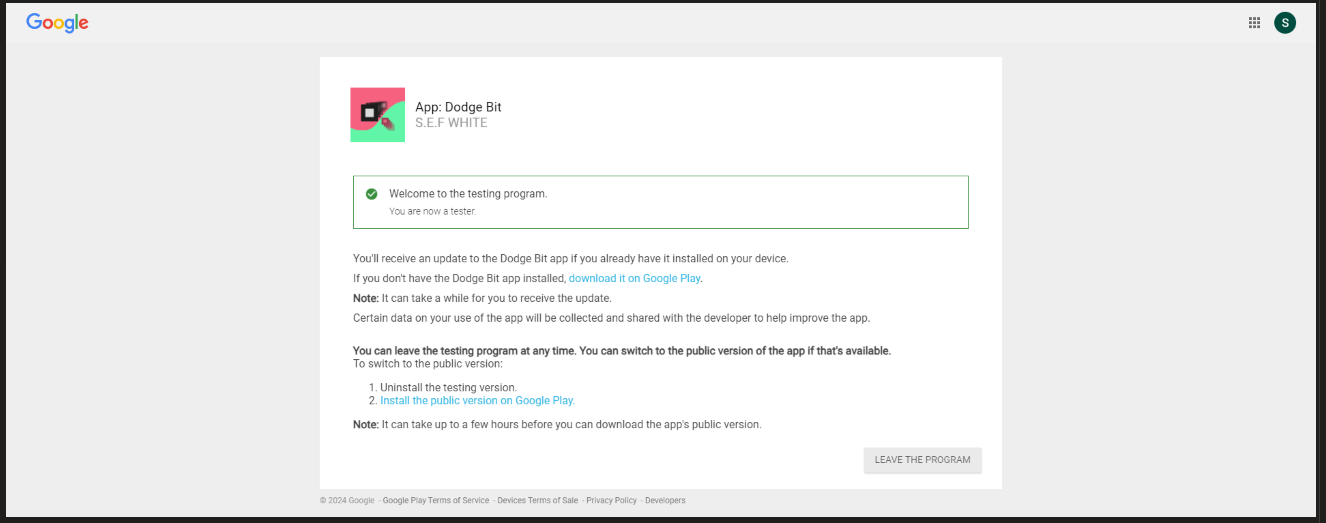 Google
S
App: Dodge Bit
S.E.F WHITE
Welcome to the testing program.
You are now a tester.
You'll receive an update to the Dodge Bit app if you already have it installed on your device.
If you don't have the Dodge Bit app installed, download it on Google Play.
Note: It can take a while for you to receive the update.
Certain data on your use of the app will be collected and shared with the developer to help improve the app.
You can leave the testing program at any time. You can switch to the public version of the app if that's available.
To switch to the public version:
1. Uninstall the testing version.
2. Install the public version on Google Play.
Note: It can take up to a few hours before you can download the app's public version.
LEAVE THE PROGRAM
© 2024 Google - Google Play Terms of Service - Devices Terms of Sale - Privacy Policy - Developers